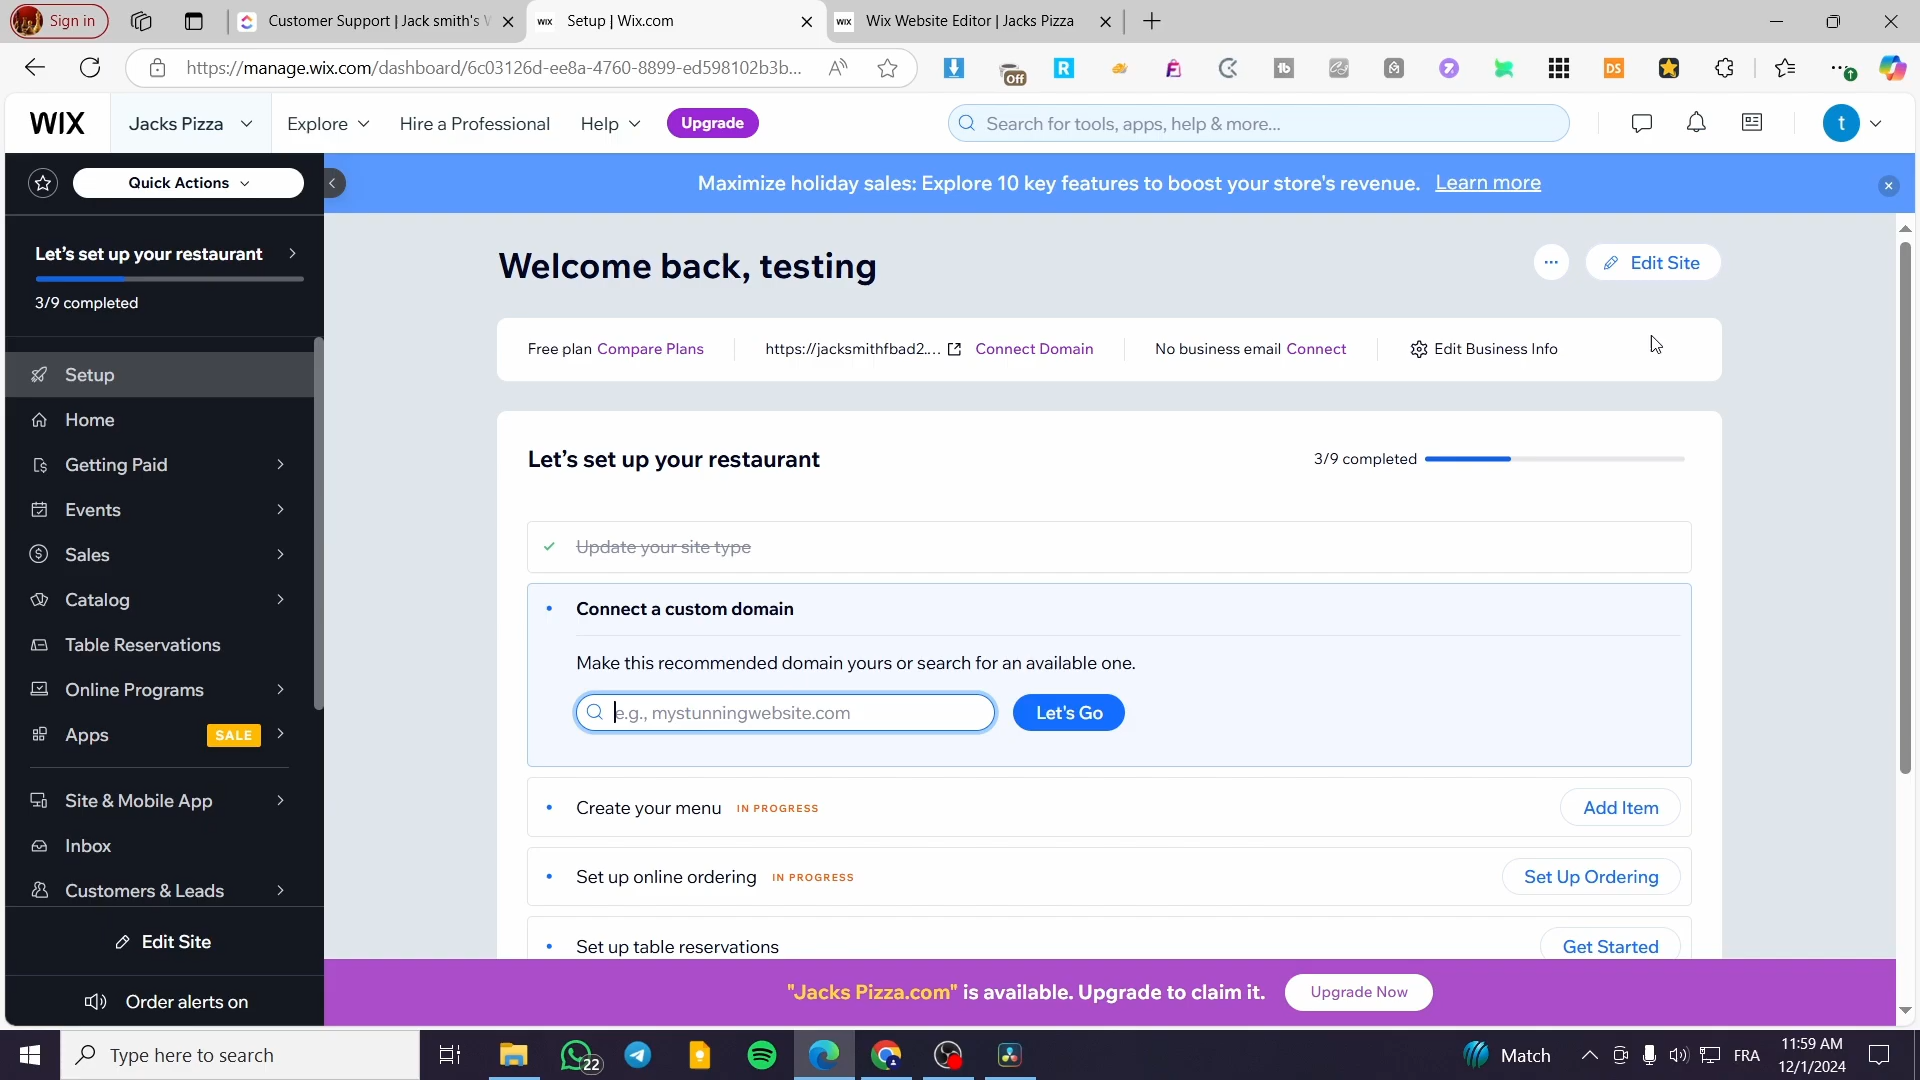 Sign in
Customer Support | Jack smith's W
WIX Setup | Wix.com
WIX Wix Website Editor | Jacks Pizza
https://manage.wix.com/dashboard/6c03126d-ee8a-4760-8899-ed598102b3b...
Off
R
tb
DS
WIX
Jacks Pizza
Explore
Hire a Professional
Help
Upgrade
Search for tools, apps, help & more...
t
Quick Actions
Maximize holiday sales: Explore 10 key features to boost your store's revenue. Learn more
Let's set up your restaurant
3/9 completed
Welcome back, testing
Edit Site
Free plan Compare Plans
https://jacksmithfbad2.... Connect Domain
No business email Connect
Edit Business Info
Setup
Home
Getting Paid
Events
Sales
Catalog
Table Reservations
Online Programs
Apps SALE
Site & Mobile App
Inbox
Customers & Leads
Edit Site
Order alerts on
Let's set up your restaurant
3/9 completed
Update your site type
Connect a custom domain
Make this recommended domain yours or search for an available one.
e.g., mystunningwebsite.com
Let's Go
Create your menu IN PROGRESS
Add Item
Set up online ordering IN PROGRESS
Set Up Ordering
Set up table reservations
Get Started
"Jacks Pizza.com" is available. Upgrade to claim it.
Upgrade Now
Type here to search
22
Match
FRA
11:59 AM
12/1/2024